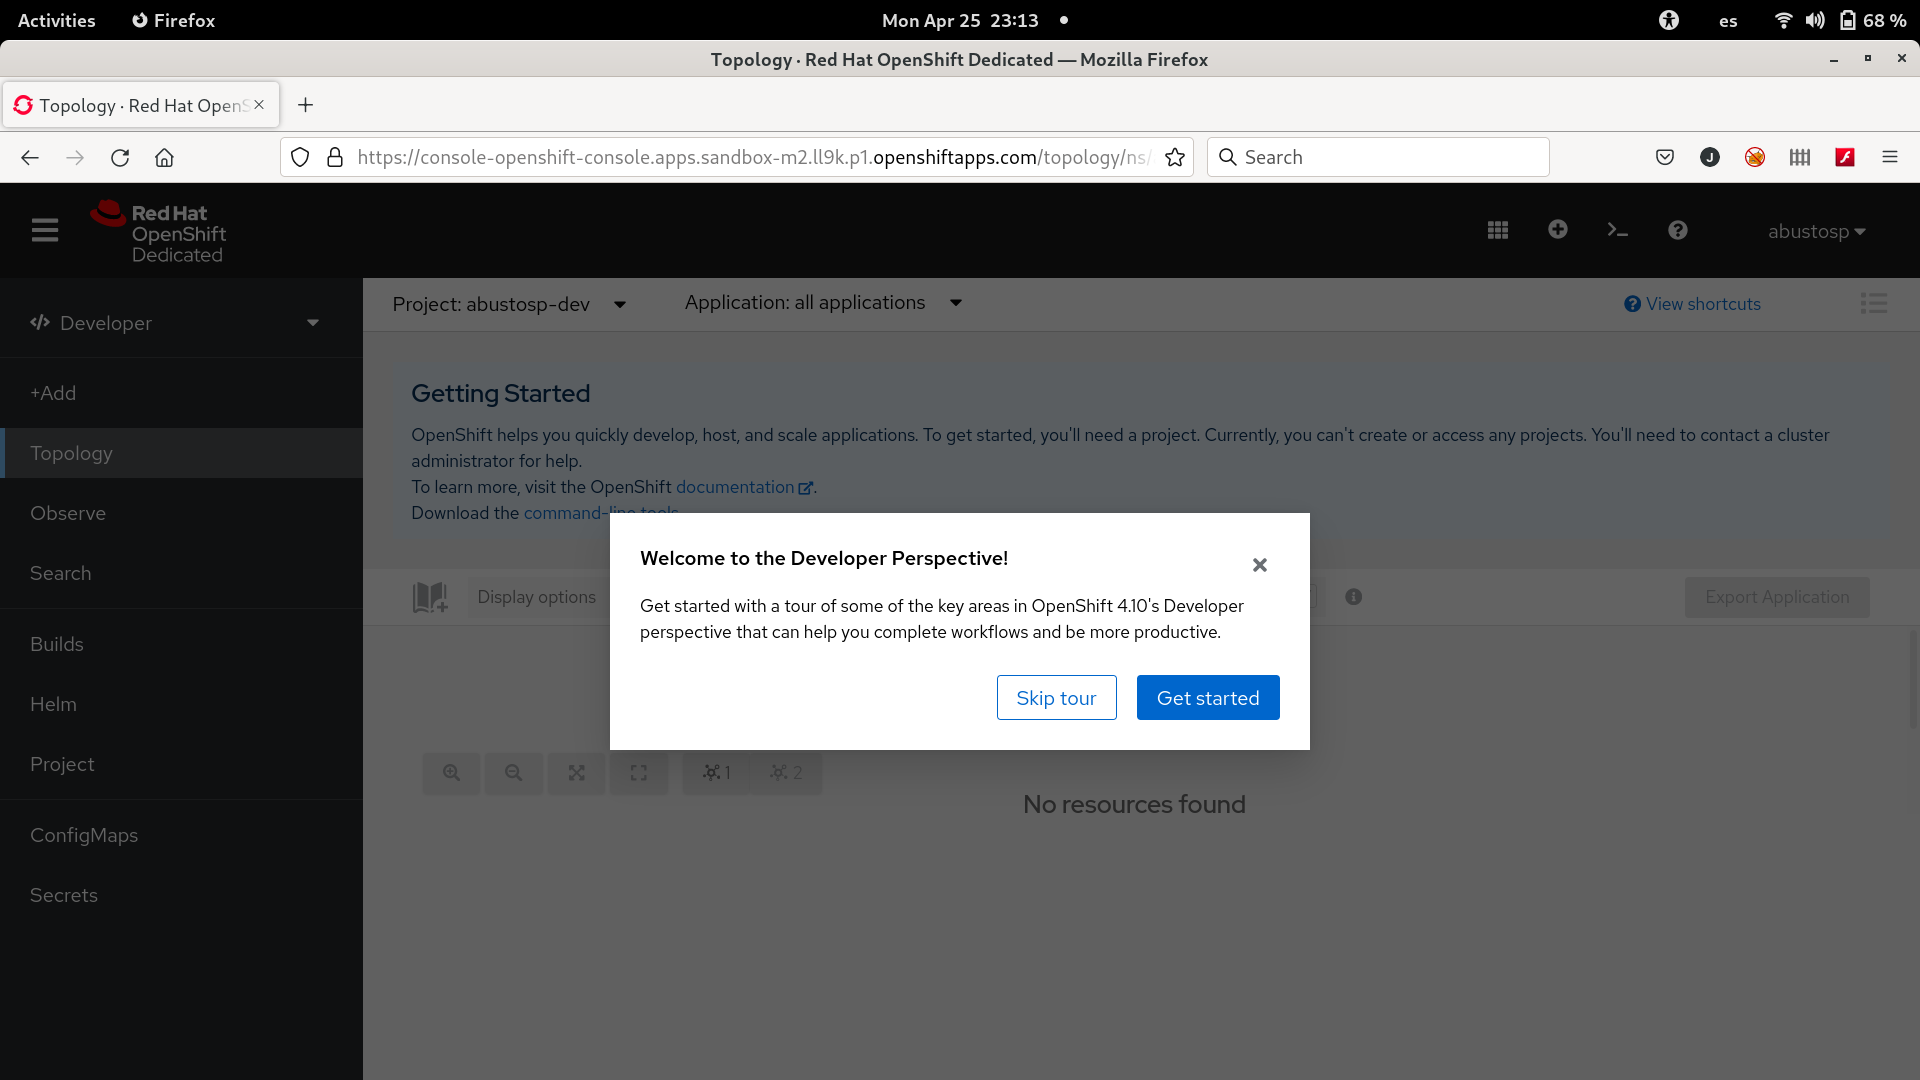 Activities
Firefox
Mon Apr 25 23:13
es
68 %
Topology · Red Hat OpenShift Dedicated — Mozilla Firefox
Topology · Red Hat OpenS
https://console-openshift-console.apps.sandbox-m2.ll9k.p1.openshiftapps.com/topology/ns/
Search
J
Red Hat
OpenShift
Dedicated
abustosp
Developer
Project: abustosp-dev
Application: all applications
View shortcuts
+Add
Topology
Observe
Search
Builds
Helm
Project
ConfigMaps
Secrets
Getting Started
OpenShift helps you quickly develop, host, and scale applications. To get started, you'll need a project. Currently, you can't create or access any projects. You'll need to contact a cluster
administrator for help.
To learn more, visit the OpenShift documentation .
Download the command-line tools
Welcome to the Developer Perspective!
Get started with a tour of some of the key areas in OpenShift 4.10's Developer
perspective that can help you complete workflows and be more productive.
Skip tour
Get started
Display options
Export Application
1
2
No resources found